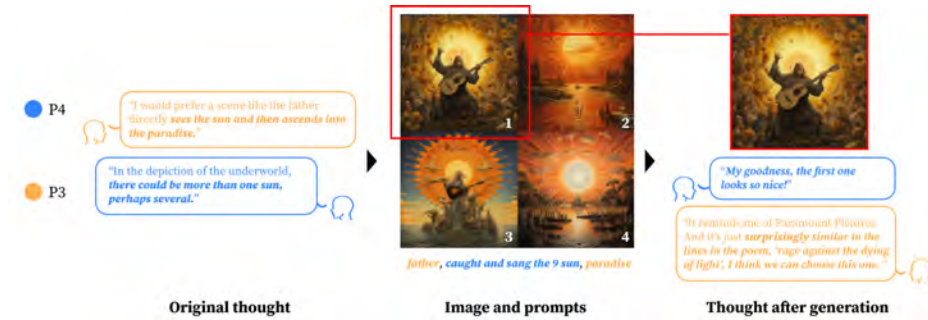 P4
P3
"I would prefer a scene like the father
directly sees the sun and then ascends into
the paradise."
"In the depiction of the underworld,
there could be more than one sun,
perhaps several."
1
2
3
4
father, caught and sang the 9 sun, paradise
"My goodness, the first one
looks so nice!"
"It reminds me of Paramount Pictures.
And it's just surprisingly similar to the
lines in the poem, 'rage against the dying
of light', I think we can choose this one."
Original thought
Image and prompts
Thought after generation